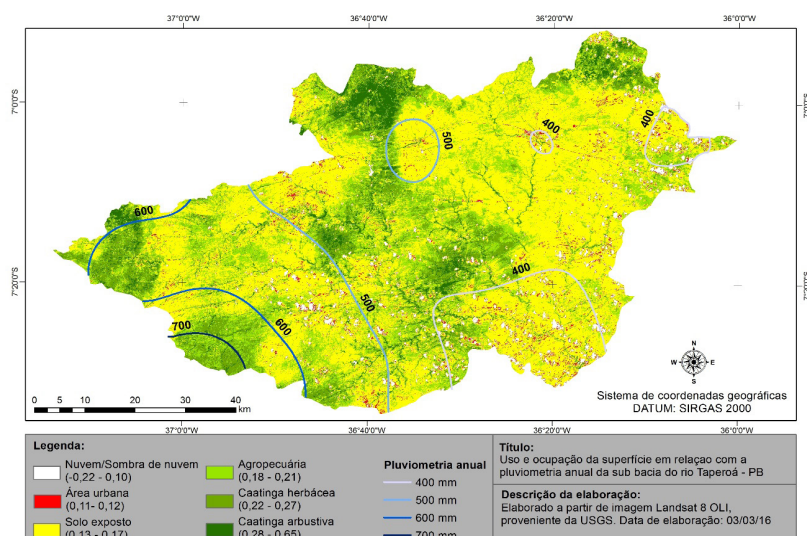 37°0'0"W
36°40'0"W
36°20'0"W
36°0'0"W
7°0'0"S
7°20'0"S
600
700
600
500
500
400
400
400
N
W
E
S
Sistema de coordenadas geográficas
DATUM: SIRGAS 2000
0 5 10 20 30 40
km
37°0'0"W
36°40'0"W
36°20'0"W
36°0'0"W
Legenda:
Nuvem/Sombra de nuvem
(-0,22 - 0,10)
Área urbana
(0,11- 0,12)
Solo exposto
(0,13 - 0,17)
Agropecuária
(0,18 - 0,21)
Caatinga herbácea
(0,22 - 0,27)
Caatinga arbustiva
(0,28 - 0,65)
Pluviometria anual
400 mm
500 mm
600 mm
700 mm
Título:
Uso e ocupação da superfície em relaçao com a
pluviometria anual da sub bacia do rio Taperoá - PB
Descrição da elaboração:
Elaborado a partir de imagem Landsat 8 OLI,
proveniente da USGS. Data de elaboração: 03/03/16